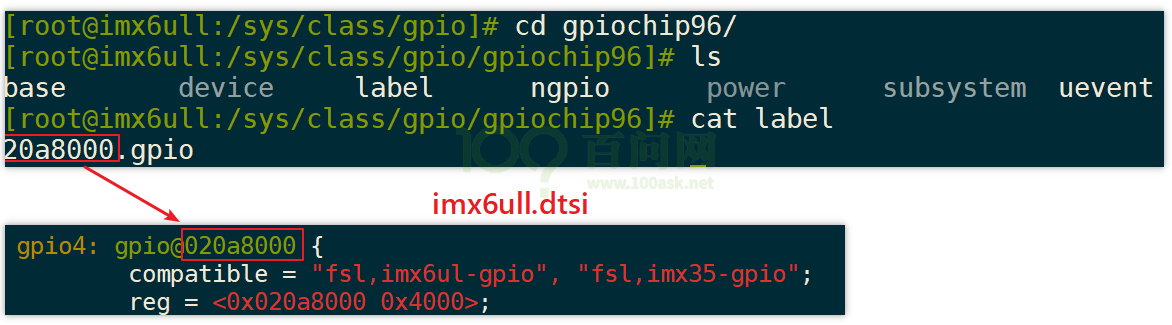 [root@imx6ull:/sys/class/gpio]# cd gpiochip96/
[root@imx6ull:/sys/class/gpio/gpiochip96]# ls
base device label ngpio power subsystem uevent
[root@imx6ull:/sys/class/gpio/gpiochip96]# cat label
20a8000.gpio
100 百问网
www.100ask.net
imx6ull.dtsi
gpio4: gpio@020a8000 {
compatible = "fsl,imx6ul-gpio", "fsl,imx35-gpio";
reg = <0x020a8000 0x4000>;